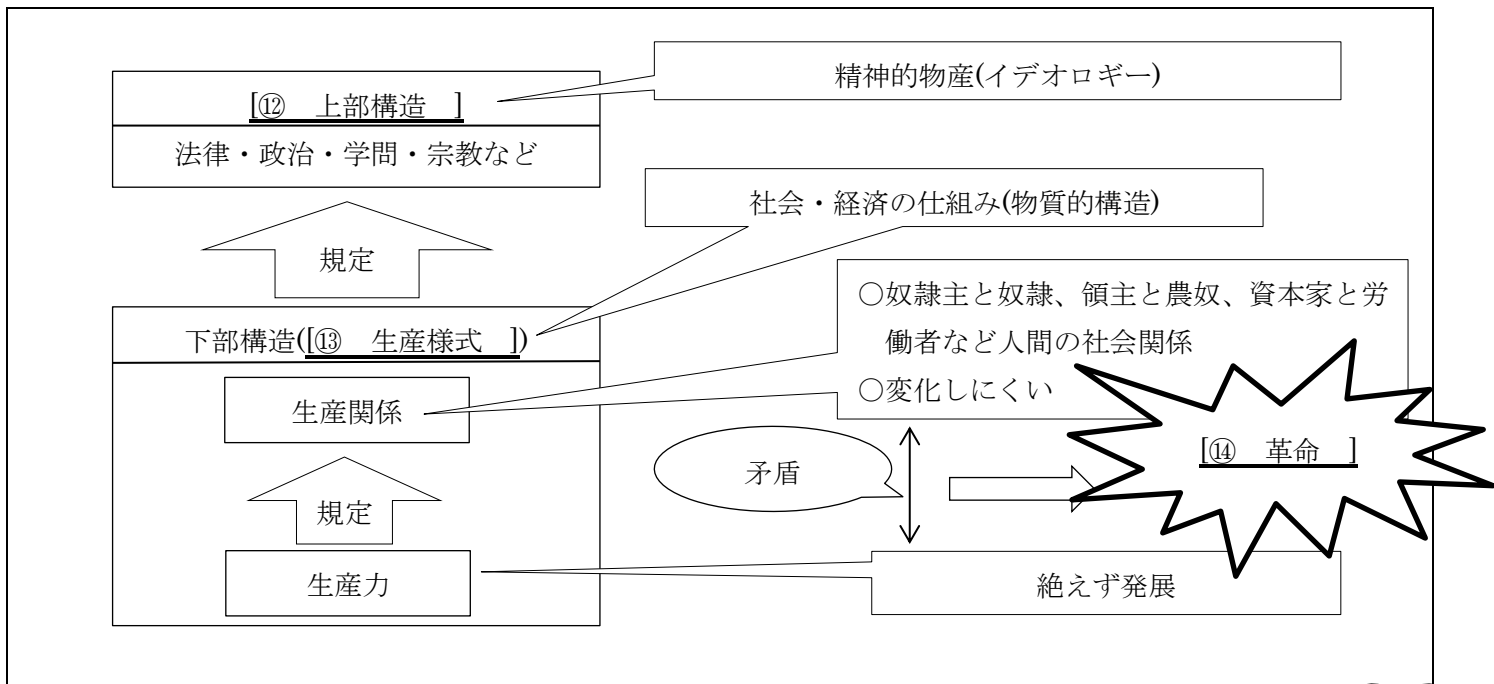 精神的物産(イデオロギー)
[⑫　上部構造　]
法律・政治・学問・宗教など
社会・経済の仕組み(物質的構造)
規定
○奴隷主と奴隷、領主と農奴、資本家と労
働者など人間の社会関係
○変化しにくい
下部構造([⑬　生産様式　])
生産関係
[⑭　革命　]
矛盾
規定
生産力
絶えず発展